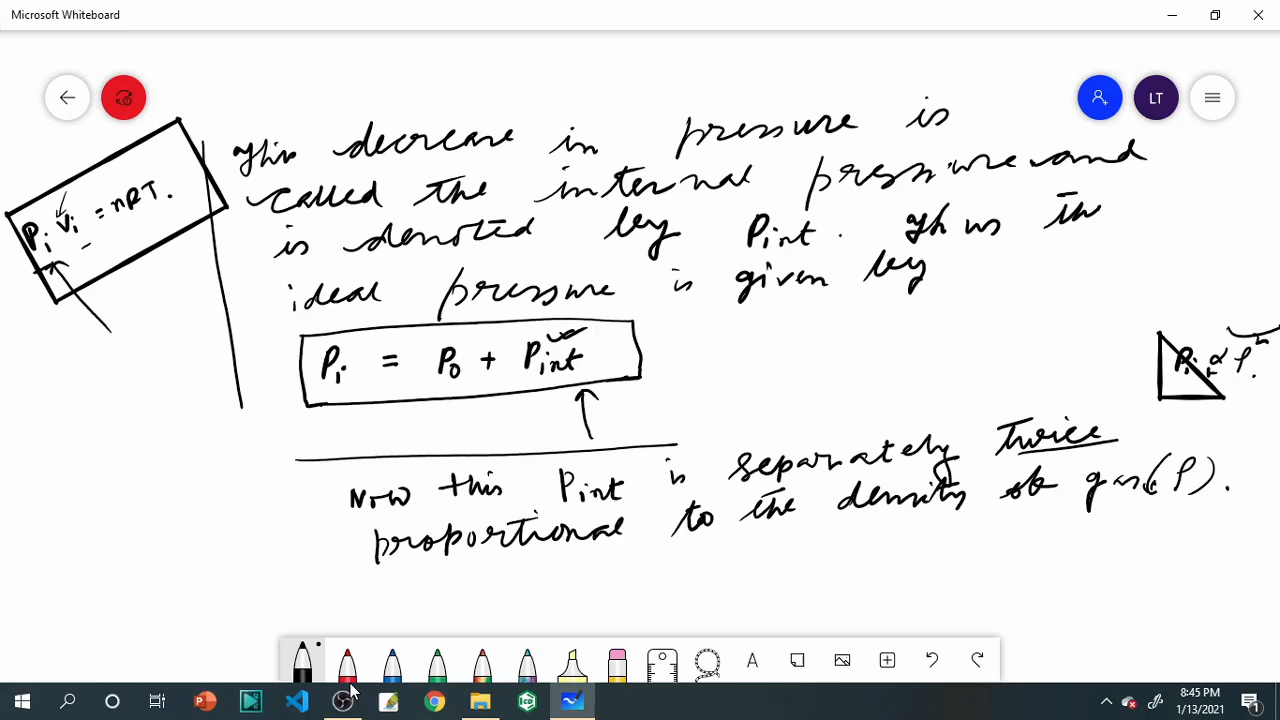 Microsoft Whiteboard
LT
Pi Vi = nRT.
This decrease in pressure is
called the internal pressure and
is denoted by Pint. Thus the
ideal pressure is given by
Pi = P0 + Pint
Now this Pint is separately twice
proportional to the density of gas (ρ).
A
8:45 PM
1/13/2021